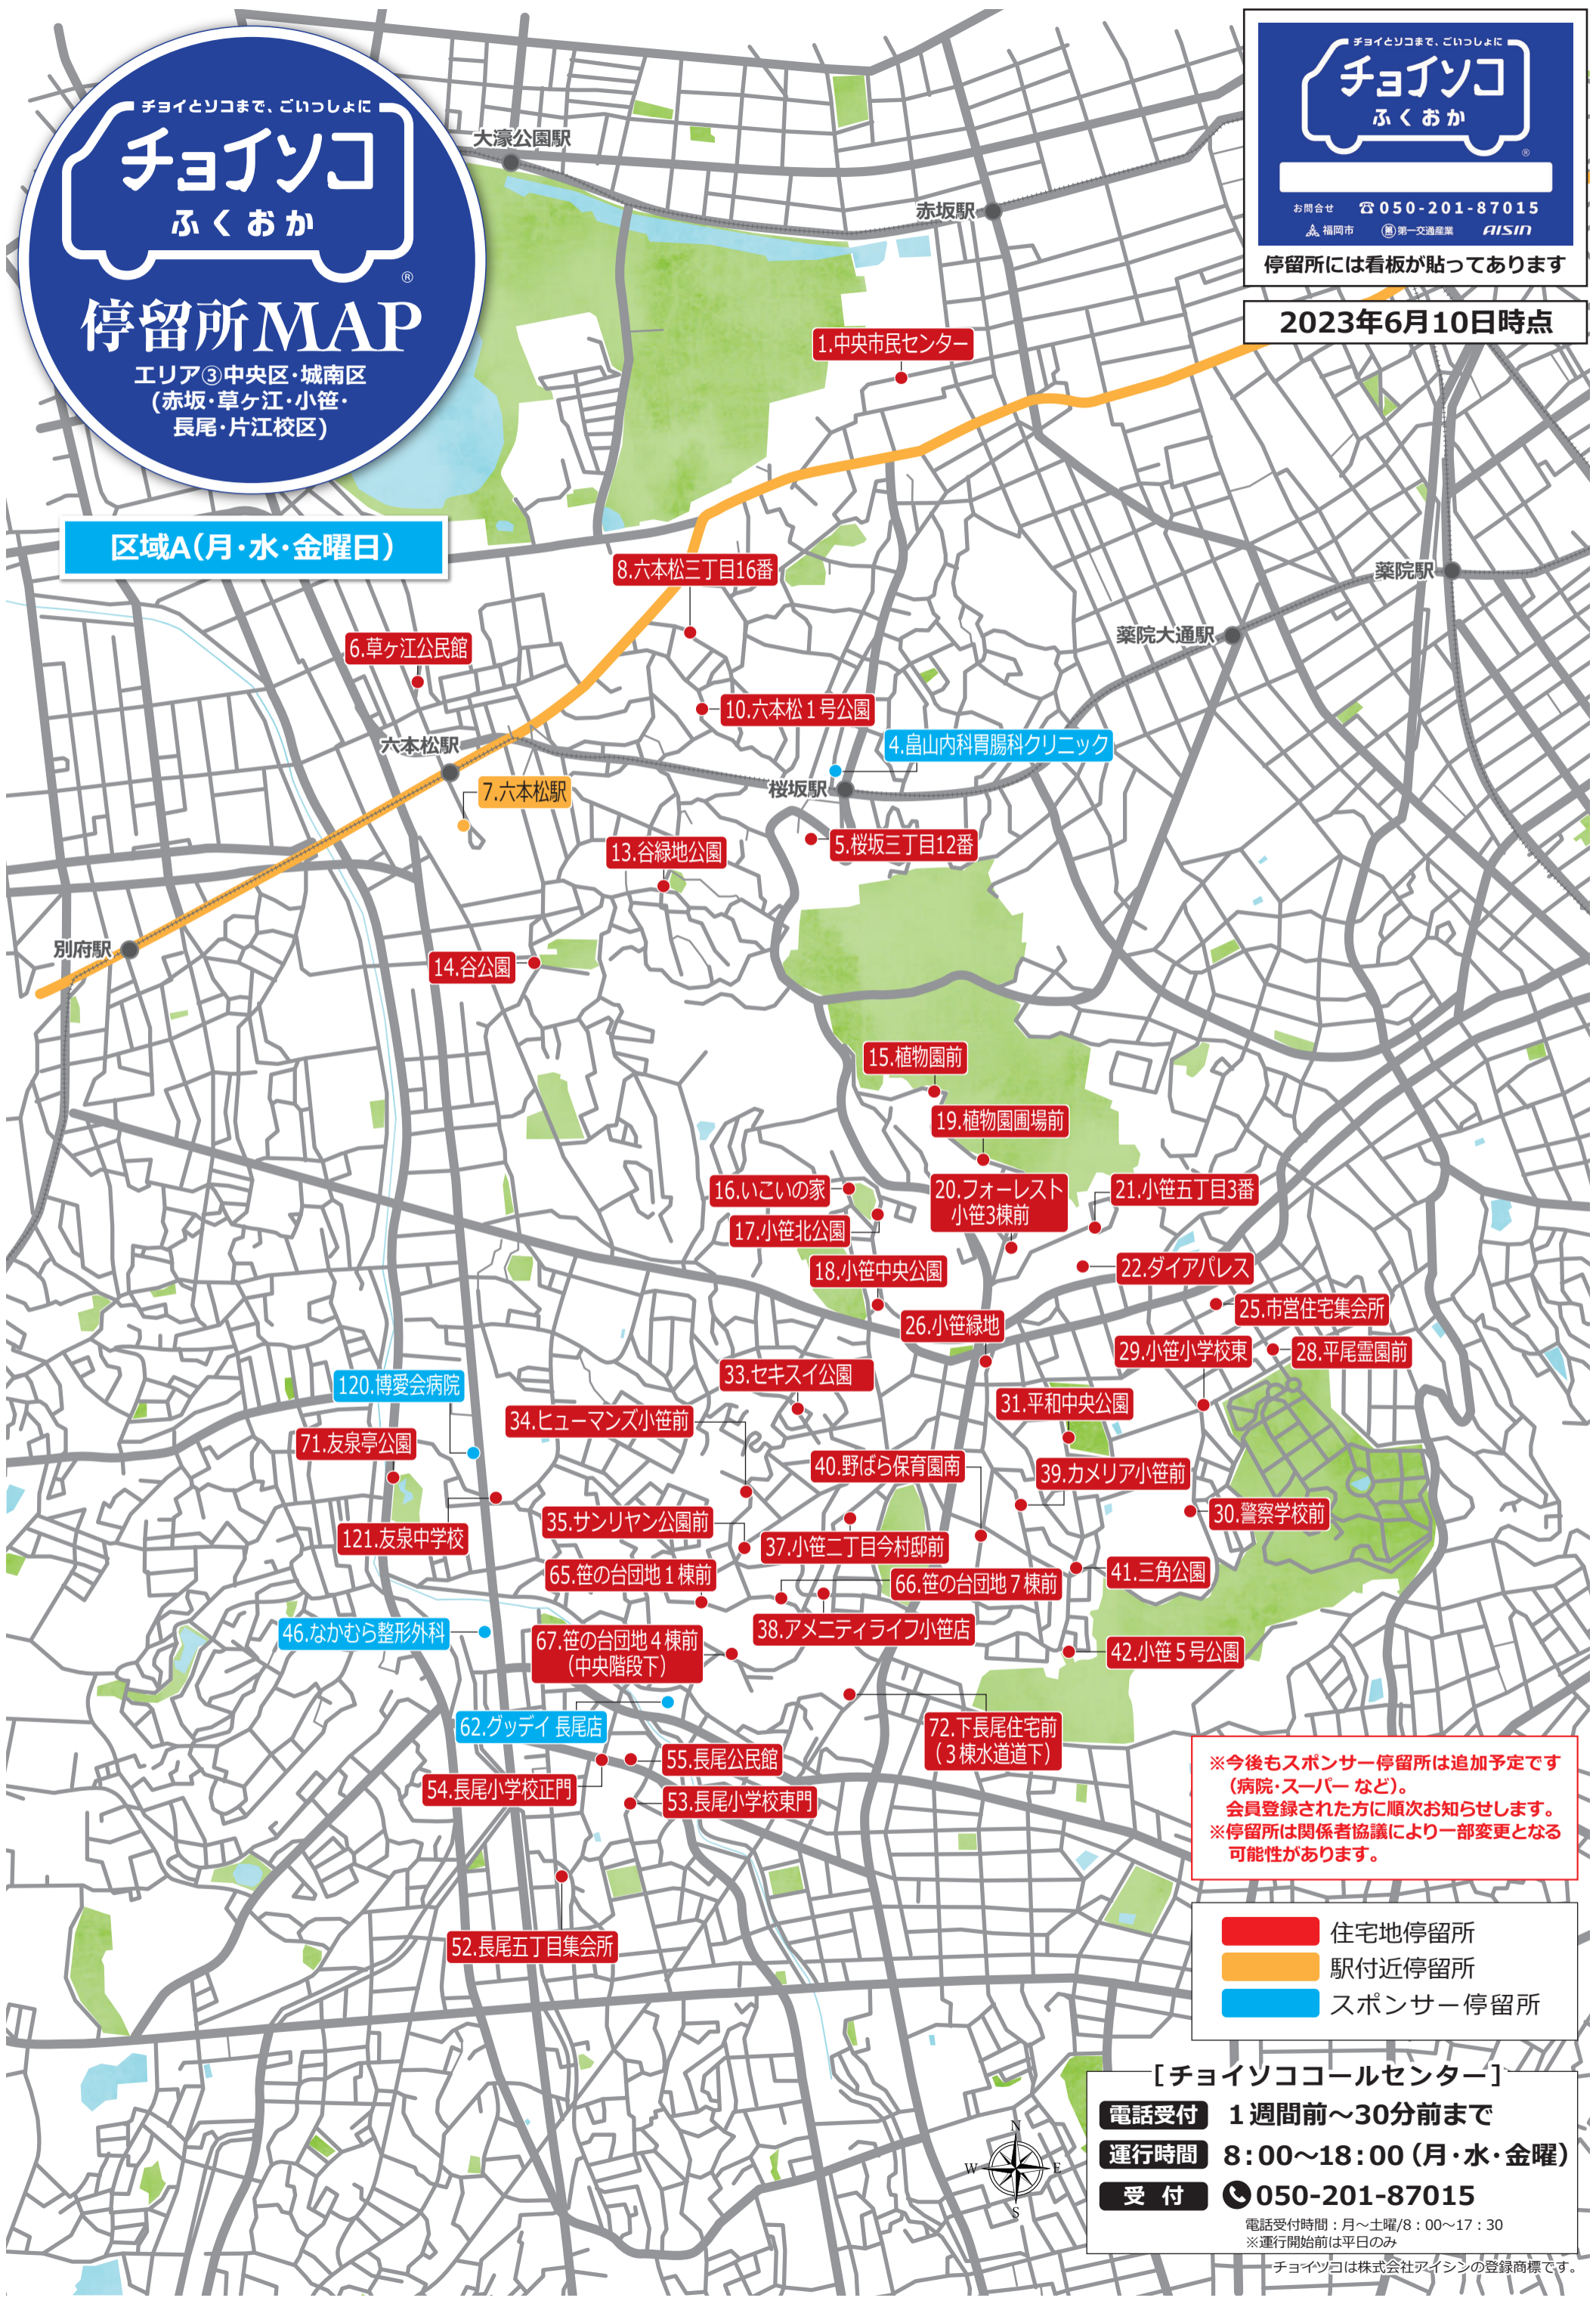 チョイとソコまで、ごいっしょに
チョイソコ
ふくおか
®
停留所MAP
エリア③中央区・城南区
(赤坂・草ヶ江・小笹・
長尾・片江校区)
チョイとソコまで、ごいっしょに
チョイソコ
ふくおか
®
お問合せ ☎050-201-87015
福岡市 第一交通産業 AISIN
停留所には看板が貼ってあります
2023年6月10日時点
区域A(月・水・金曜日)
大濠公園駅
赤坂駅
1.中央市民センター
8.六本松三丁目16番
薬院駅
薬院大通駅
6.草ヶ江公民館
10.六本松1号公園
六本松駅
4.畠山内科胃腸科クリニック
桜坂駅
7.六本松駅
5.桜坂三丁目12番
13.谷緑地公園
別府駅
14.谷公園
15.植物園前
19.植物園圃場前
16.いこいの家
20.フォーレスト
小笹3棟前
21.小笹五丁目3番
17.小笹北公園
18.小笹中央公園
22.ダイアパレス
25.市営住宅集会所
26.小笹緑地
29.小笹小学校東
28.平尾霊園前
33.セキスイ公園
120.博愛会病院
31.平和中央公園
34.ヒューマンズ小笹前
71.友泉亭公園
40.野ばら保育園南
39.カメリア小笹前
30.警察学校前
35.サンリヤン公園前
121.友泉中学校
37.小笹二丁目今村邸前
65.笹の台団地1棟前
66.笹の台団地7棟前
41.三角公園
46.なかむら整形外科
38.アメニティライフ小笹店
67.笹の台団地4棟前
(中央階段下)
42.小笹5号公園
62.グッデイ 長尾店
72.下長尾住宅前
(3棟水道道下)
55.長尾公民館
54.長尾小学校正門
53.長尾小学校東門
52.長尾五丁目集会所
※今後もスポンサー停留所は追加予定です
(病院・スーパー など)。
会員登録された方に順次お知らせします。
※停留所は関係者協議により一部変更となる
可能性があります。
住宅地停留所
駅付近停留所
スポンサー停留所
N
W E
S
[チョイソココールセンター]
電話受付 1週間前～30分前まで
運行時間 8:00～18:00(月・水・金曜)
受 付 050-201-87015
電話受付時間：月～土曜/8：00～17：30
※運行開始前は平日のみ
チョイソコは株式会社アイシンの登録商標です。